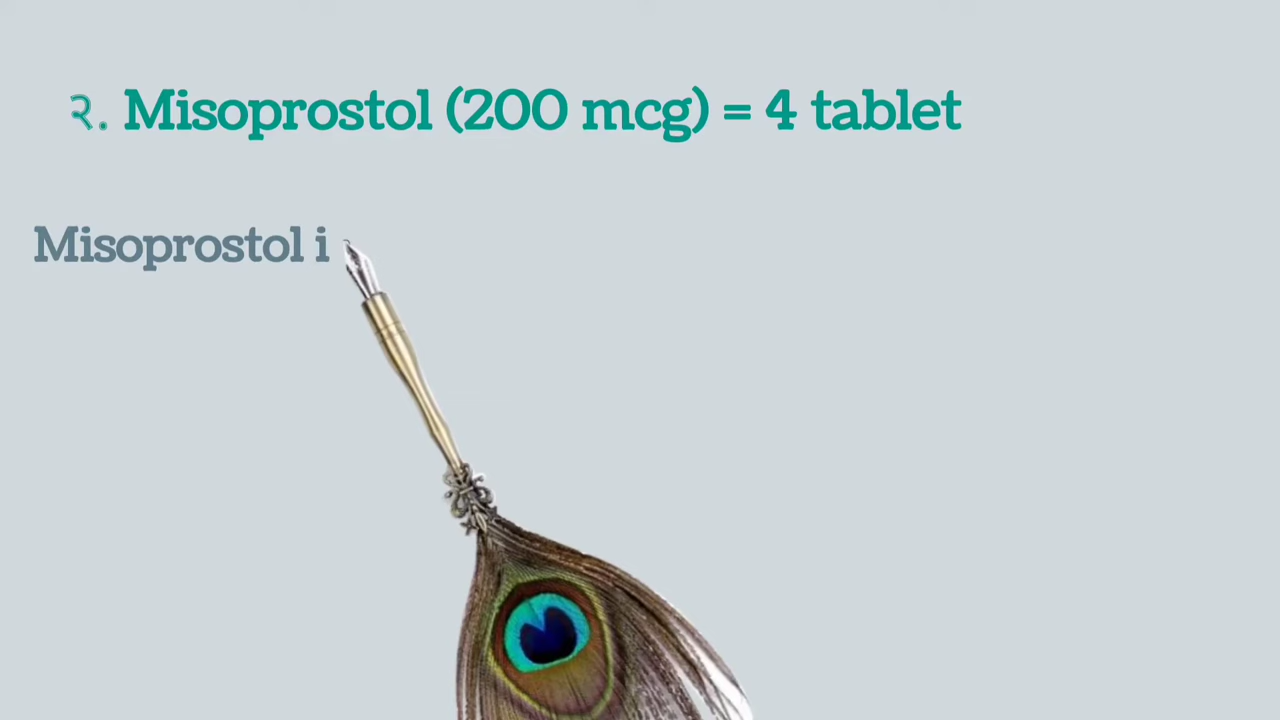 २. Misoprostol (200 mcg) = 4 tablet
Misoprostol i